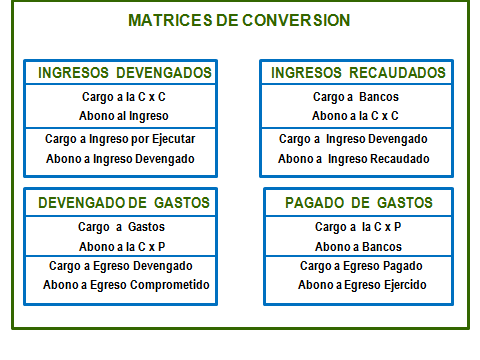 MATRICES DE CONVERSION
INGRESOS DEVENGADOS
Cargo a la C x C
Abono al Ingreso
Cargo a Ingreso por Ejecutar
Abono a Ingreso Devengado
INGRESOS RECAUDADOS
Cargo a Bancos
Abono a la C x C
Cargo a Ingreso Devengado
Abono a Ingreso Recaudado
DEVENGADO DE GASTOS
Cargo a Gastos
Abono a la C x P
Cargo a Egreso Devengado
Abono a Egreso Comprometido
PAGADO DE GASTOS
Cargo a la C x P
Abono a Bancos
Cargo a Egreso Pagado
Abono a Egreso Ejercido